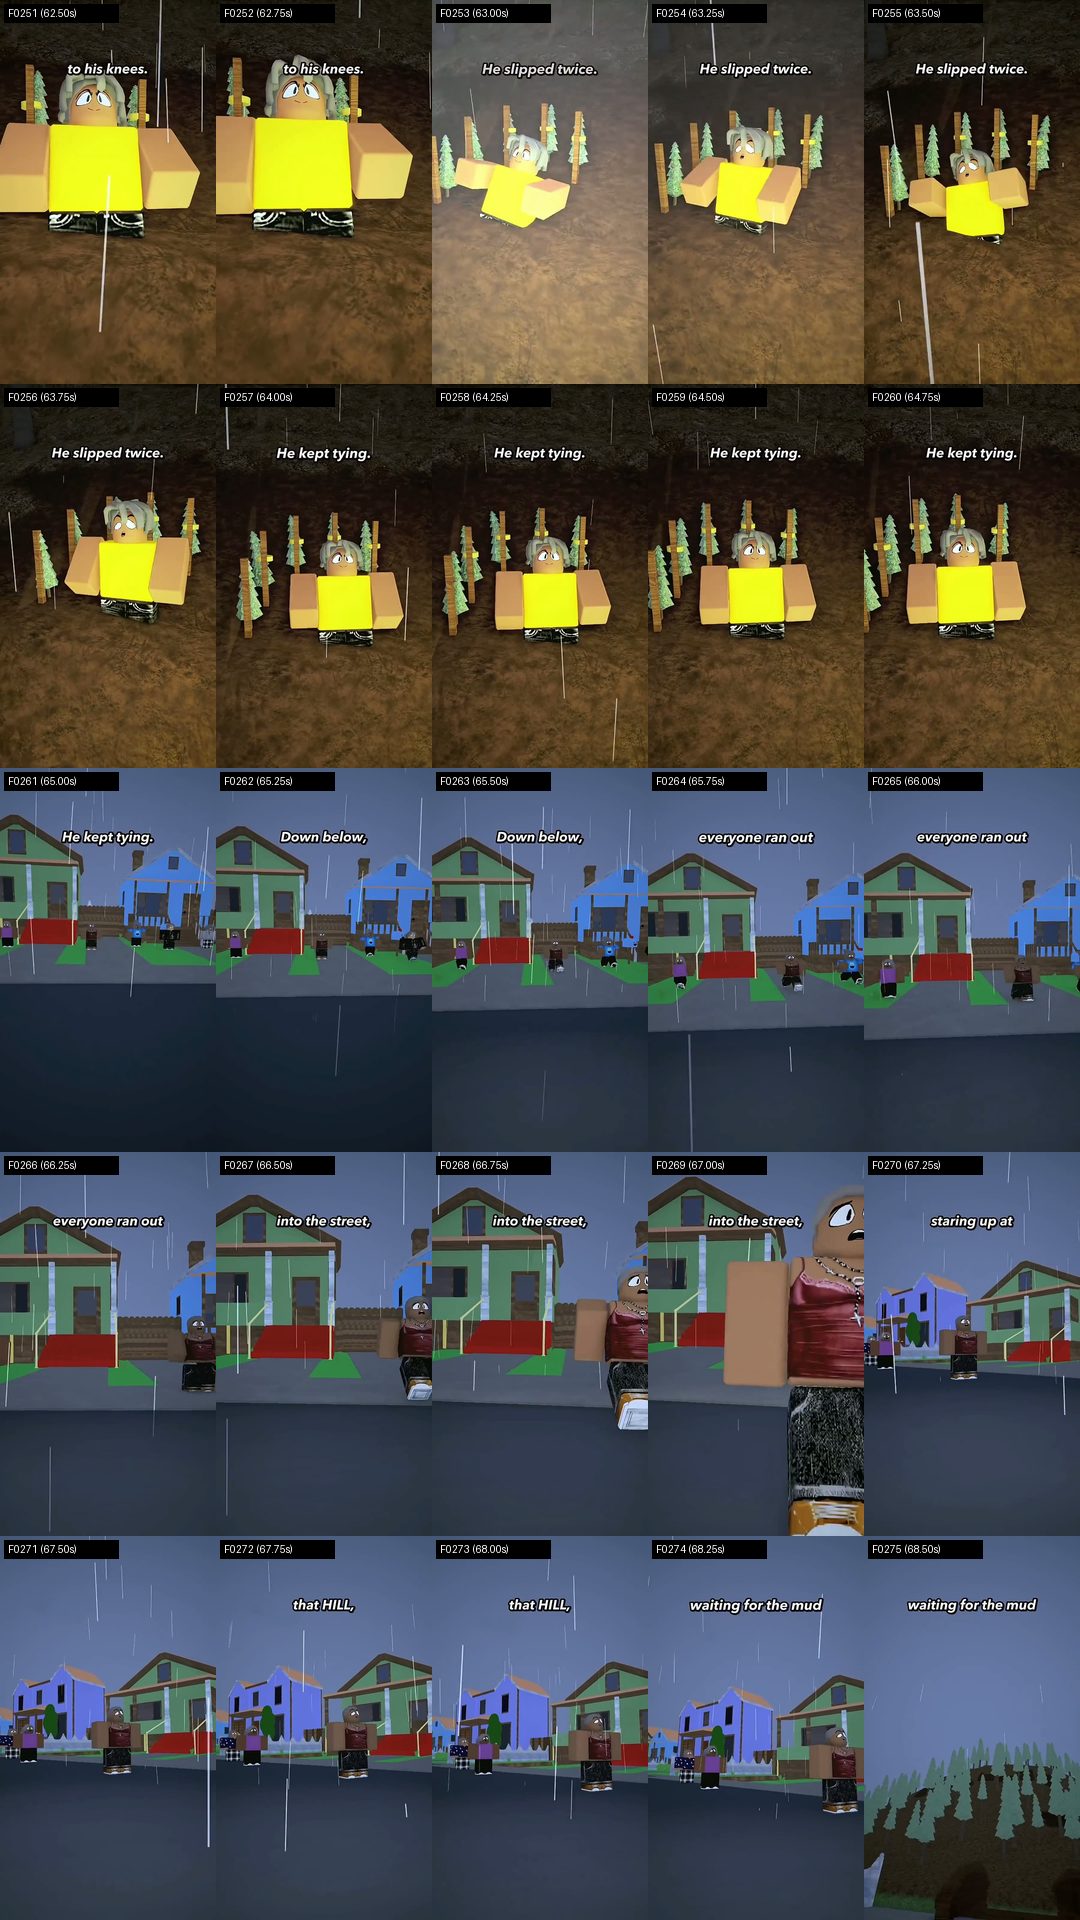 F0251 (62.50s)
to his knees.
F0252 (62.75s)
to his knees.
F0253 (63.00s)
He slipped twice.
F0254 (63.25s)
He slipped twice.
F0255 (63.50s)
He slipped twice.
F0256 (63.75s)
He slipped twice.
F0257 (64.00s)
He kept tying.
F0258 (64.25s)
He kept tying.
F0259 (64.50s)
He kept tying.
F0260 (64.75s)
He kept tying.
F0261 (65.00s)
He kept tying.
F0262 (65.25s)
Down below,
F0263 (65.50s)
Down below,
F0264 (65.75s)
everyone ran out
F0265 (66.00s)
everyone ran out
F0266 (66.25s)
everyone ran out
F0267 (66.50s)
into the street,
F0268 (66.75s)
into the street,
F0269 (67.00s)
into the street,
F0270 (67.25s)
staring up at
F0271 (67.50s)
F0272 (67.75s)
that HILL,
F0273 (68.00s)
that HILL,
F0274 (68.25s)
waiting for the mud
F0275 (68.50s)
waiting for the mud